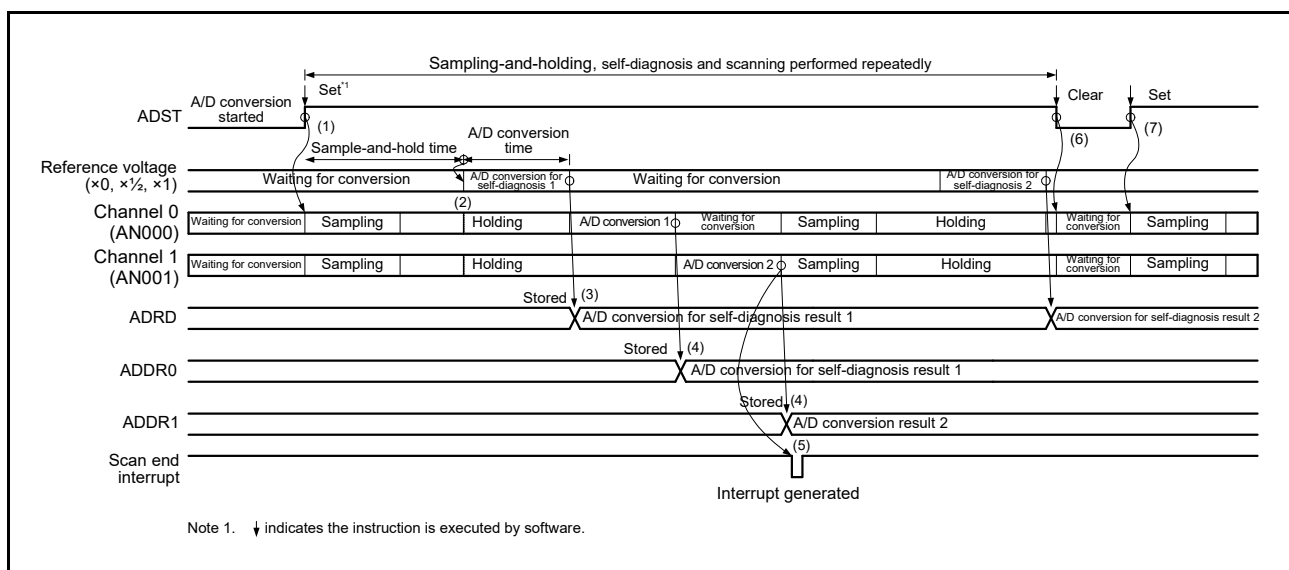 Sampling-and-holding, self-diagnosis and scanning performed repeatedly
A/D conversion
started
Set*1
Clear
Set
ADST
(1)
(6)
(7)
Sample-and-hold time
A/D conversion
time
Reference voltage
(×0, ×½, ×1)
Waiting for conversion
A/D conversion for
self-diagnosis 1
Waiting for conversion
A/D conversion for
self-diagnosis 2
(2)
Channel 0
(AN000)
Waiting for conversion
Sampling
Holding
A/D conversion 1
Waiting for
conversion
Sampling
Holding
Waiting for
conversion
Sampling
Channel 1
(AN001)
Waiting for conversion
Sampling
Holding
A/D conversion 2
Sampling
Holding
Waiting for
conversion
Sampling
Stored
(3)
ADRD
A/D conversion for self-diagnosis result 1
A/D conversion for self-diagnosis result 2
Stored
(4)
ADDR0
A/D conversion for self-diagnosis result 1
Stored
(4)
ADDR1
A/D conversion result 2
Scan end
interrupt
(5)
Interrupt generated
Note 1. ↓ indicates the instruction is executed by software.